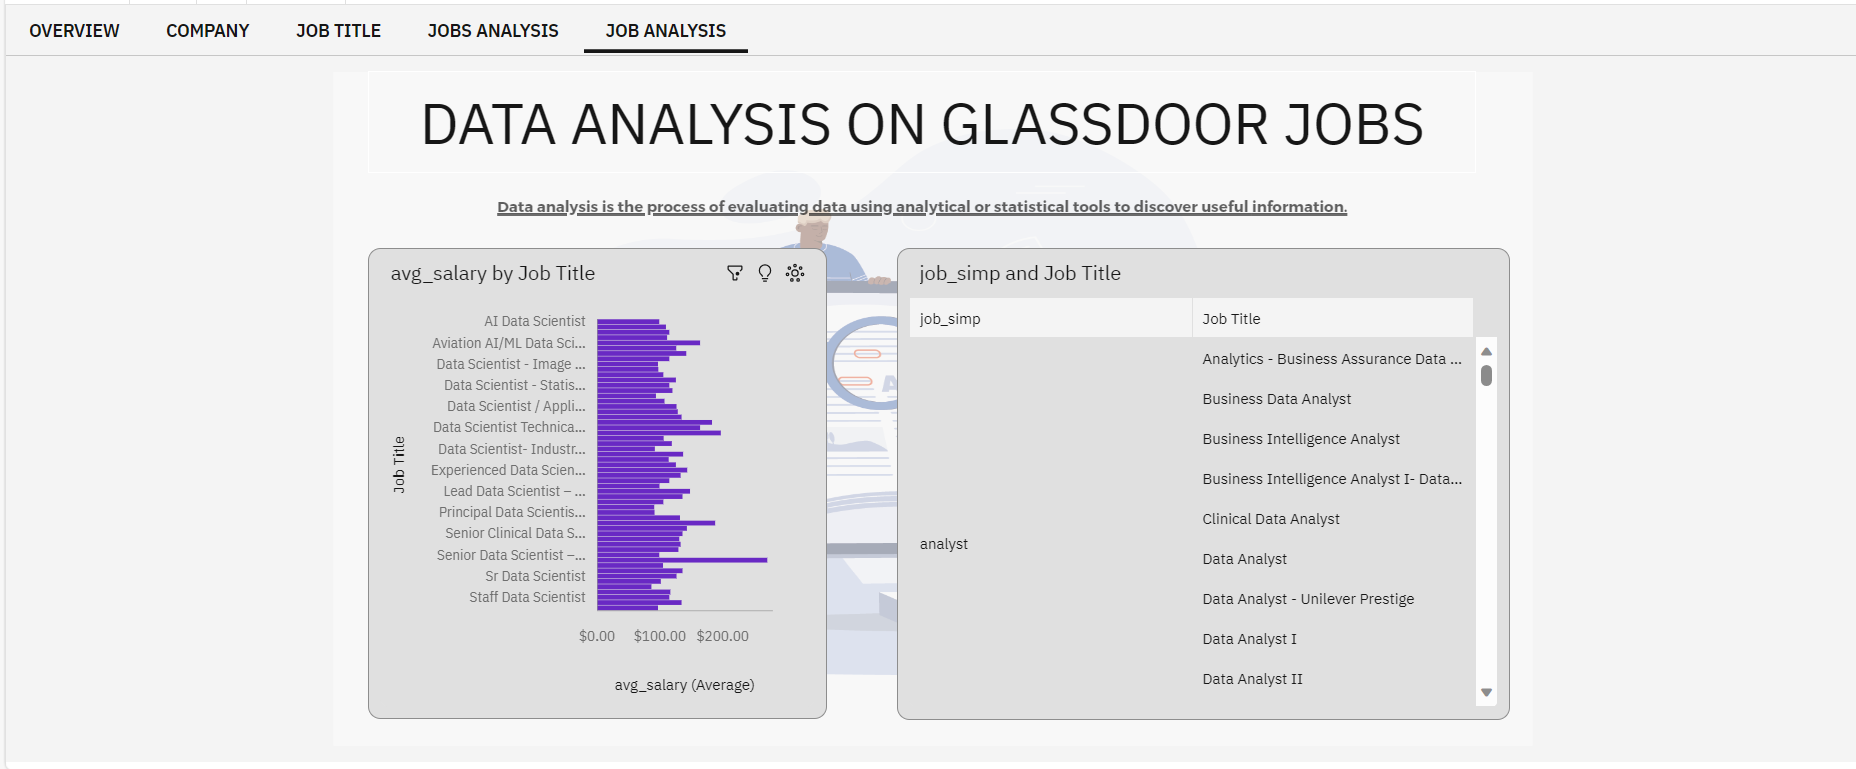 OVERVIEW
COMPANY
JOB TITLE
JOBS ANALYSIS
JOB ANALYSIS
DATA ANALYSIS ON GLASSDOOR JOBS
Data analysis is the process of evaluating data using analytical or statistical tools to discover useful information.
avg_salary by Job Title
Job Title
AI Data Scientist
Aviation AI/ML Data Sci...
Data Scientist - Image ...
Data Scientist - Statis...
Data Scientist / Appli...
Data Scientist Technica...
Data Scientist- Industr...
Experienced Data Scien...
Lead Data Scientist – ...
Principal Data Scientis...
Senior Clinical Data S...
Senior Data Scientist –...
Sr Data Scientist
Staff Data Scientist
$0.00 $100.00 $200.00
avg_salary (Average)
job_simp and Job Title
job_simp
Job Title
analyst
Analytics - Business Assurance Data ...
Business Data Analyst
Business Intelligence Analyst
Business Intelligence Analyst I- Data...
Clinical Data Analyst
Data Analyst
Data Analyst - Unilever Prestige
Data Analyst I
Data Analyst II